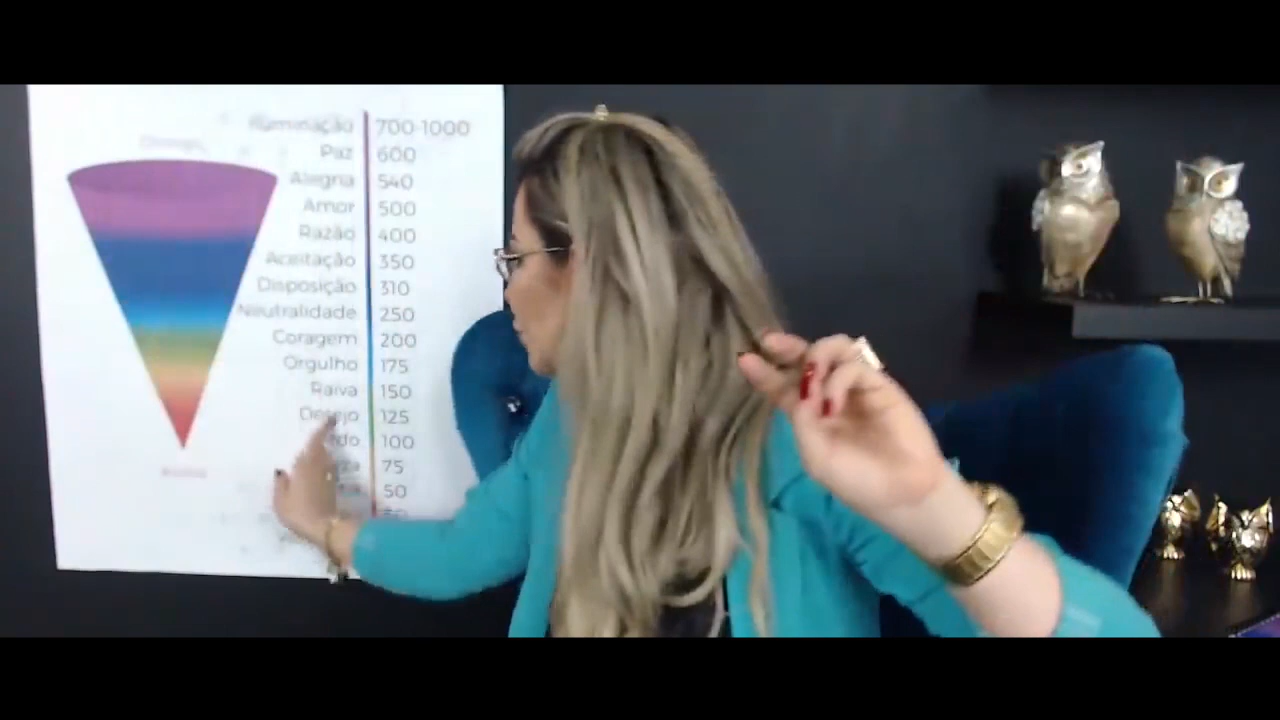 Iluminação 700-1000
Paz 600
Alegria 540
Amor 500
Razão 400
Aceitação 350
Disposição 310
Neutralidade 250
Coragem 200
Orgulho 175
Raiva 150
Desejo 125
100
75
50